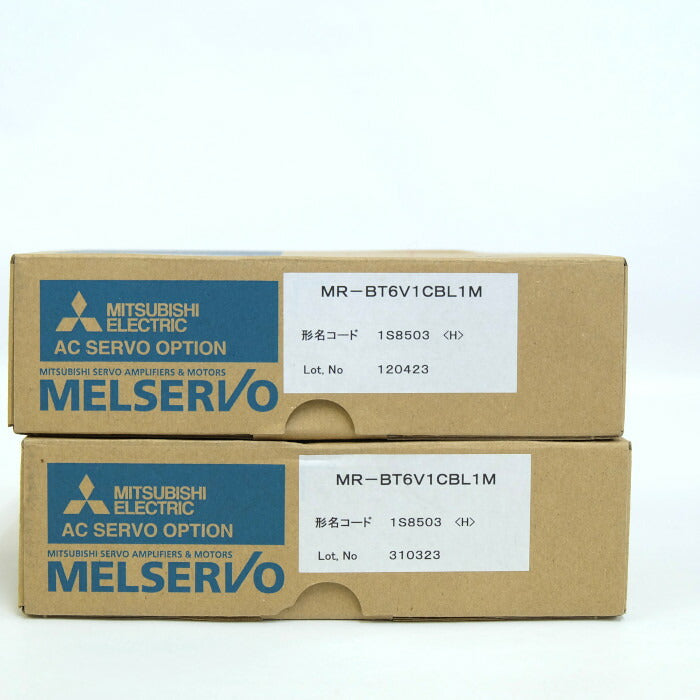 MITSUBISHI
ELECTRIC
AC SERVO OPTION
MITSUBISHI SERVO AMPLIFIERS & MOTORS
MELSERVO
MR-BT6V1CBL1M
形名コード 1S8503 <H>
Lot, No 120423
MITSUBISHI
ELECTRIC
AC SERVO OPTION
MITSUBISHI SERVO AMPLIFIERS & MOTORS
MELSERVO
MR-BT6V1CBL1M
形名コード 1S8503 <H>
Lot, No 310323